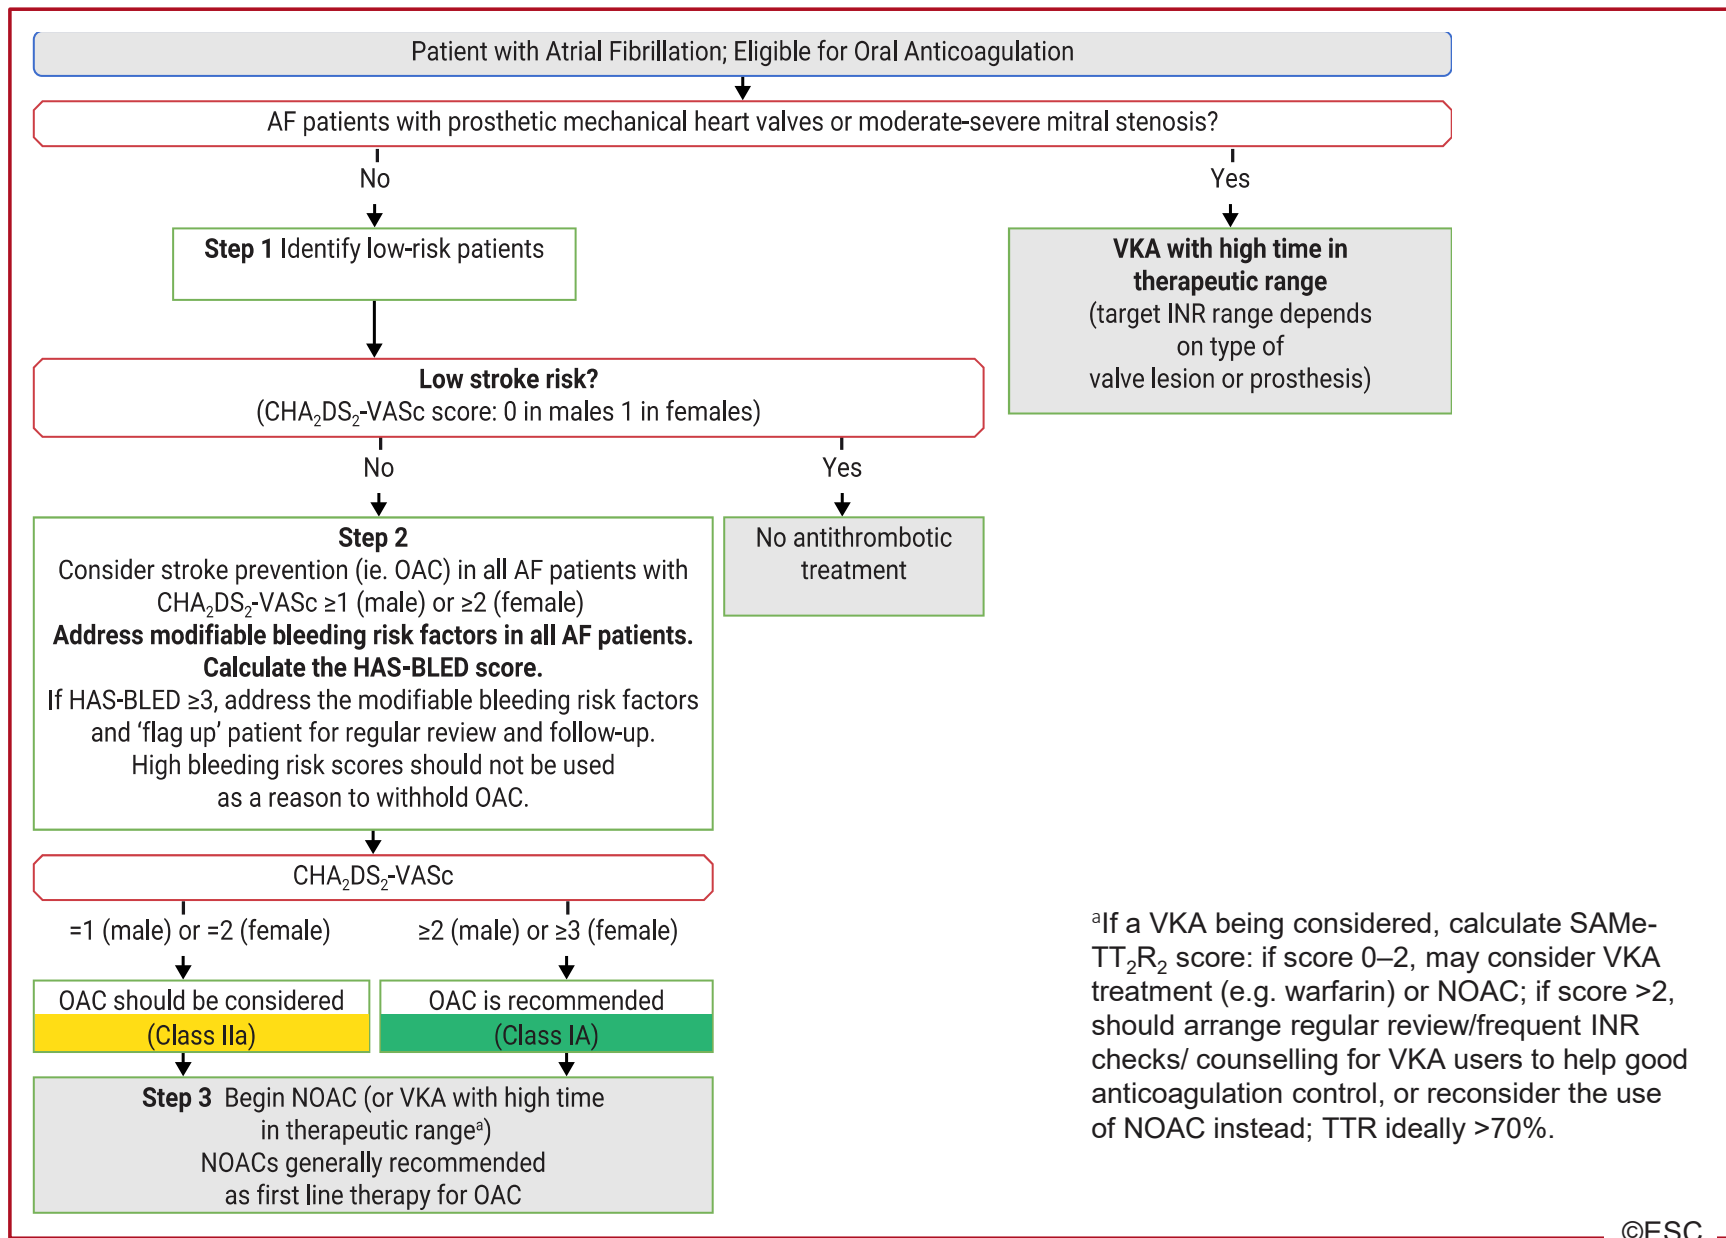 Patient with Atrial Fibrillation; Eligible for Oral Anticoagulation
AF patients with prosthetic mechanical heart valves or moderate-severe mitral stenosis?
No
Yes
Step 1 Identify low-risk patients
VKA with high time in
therapeutic range
(target INR range depends
on type of
valve lesion or prosthesis)
Low stroke risk?
(CHA₂DS₂-VASc score: 0 in males 1 in females)
No
Yes
Step 2
Consider stroke prevention (ie. OAC) in all AF patients with
CHA₂DS₂-VASc ≥1 (male) or ≥2 (female)
Address modifiable bleeding risk factors in all AF patients.
Calculate the HAS-BLED score.
If HAS-BLED ≥3, address the modifiable bleeding risk factors
and ‘flag up’ patient for regular review and follow-up.
High bleeding risk scores should not be used
as a reason to withhold OAC.
No antithrombotic
treatment
CHA₂DS₂-VASc
=1 (male) or =2 (female)
≥2 (male) or ≥3 (female)
OAC should be considered
(Class IIa)
OAC is recommended
(Class IA)
Step 3 Begin NOAC (or VKA with high time
in therapeutic rangeᵃ)
NOACs generally recommended
as first line therapy for OAC
ᵃIf a VKA being considered, calculate SAMe-
TT₂R₂ score: if score 0–2, may consider VKA
treatment (e.g. warfarin) or NOAC; if score >2,
should arrange regular review/frequent INR
checks/ counselling for VKA users to help good
anticoagulation control, or reconsider the use
of NOAC instead; TTR ideally >70%.
©ESC